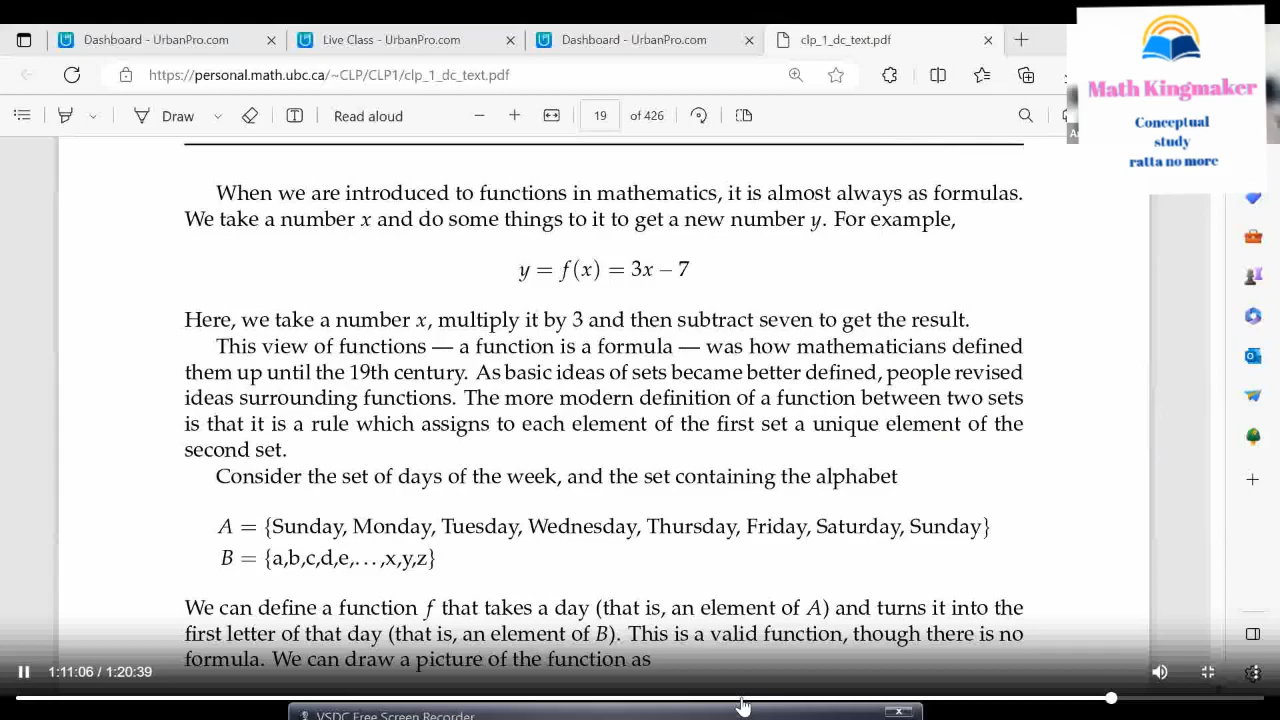 Dashboard - UrbanPro.com
Live Class - UrbanPro.com
Dashboard - UrbanPro.com
clp_1_dc_text.pdf
https://personal.math.ubc.ca/~CLP/CLP1/clp_1_dc_text.pdf
Draw
Read aloud
19 of 426
Math Kingmaker
Conceptual
study
ratta no more
When we are introduced to functions in mathematics, it is almost always as formulas.
We take a number x and do some things to it to get a new number y. For example,
y = f(x) = 3x − 7
Here, we take a number x, multiply it by 3 and then subtract seven to get the result.
This view of functions — a function is a formula — was how mathematicians defined
them up until the 19th century. As basic ideas of sets became better defined, people revised
ideas surrounding functions. The more modern definition of a function between two sets
is that it is a rule which assigns to each element of the first set a unique element of the
second set.
Consider the set of days of the week, and the set containing the alphabet
A = {Sunday, Monday, Tuesday, Wednesday, Thursday, Friday, Saturday, Sunday}
B = {a,b,c,d,e,...,x,y,z}
We can define a function f that takes a day (that is, an element of A) and turns it into the
first letter of that day (that is, an element of B). This is a valid function, though there is no
formula. We can draw a picture of the function as
1:11:06 / 1:20:39
VSDC Free Screen Recorder